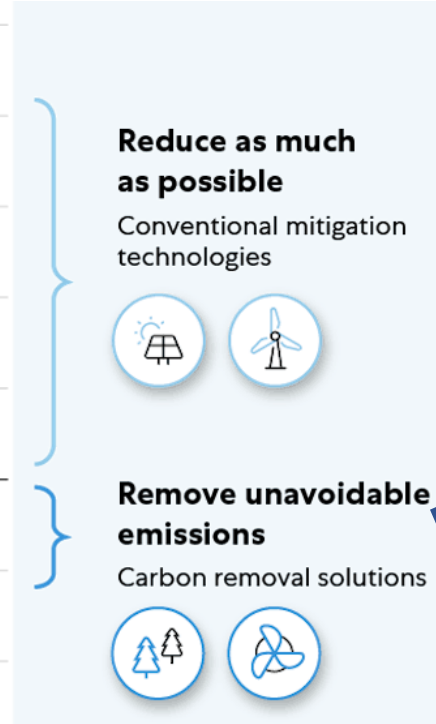 Reduce as much
as possible
Conventional mitigation
technologies
Remove unavoidable
emissions
Carbon removal solutions